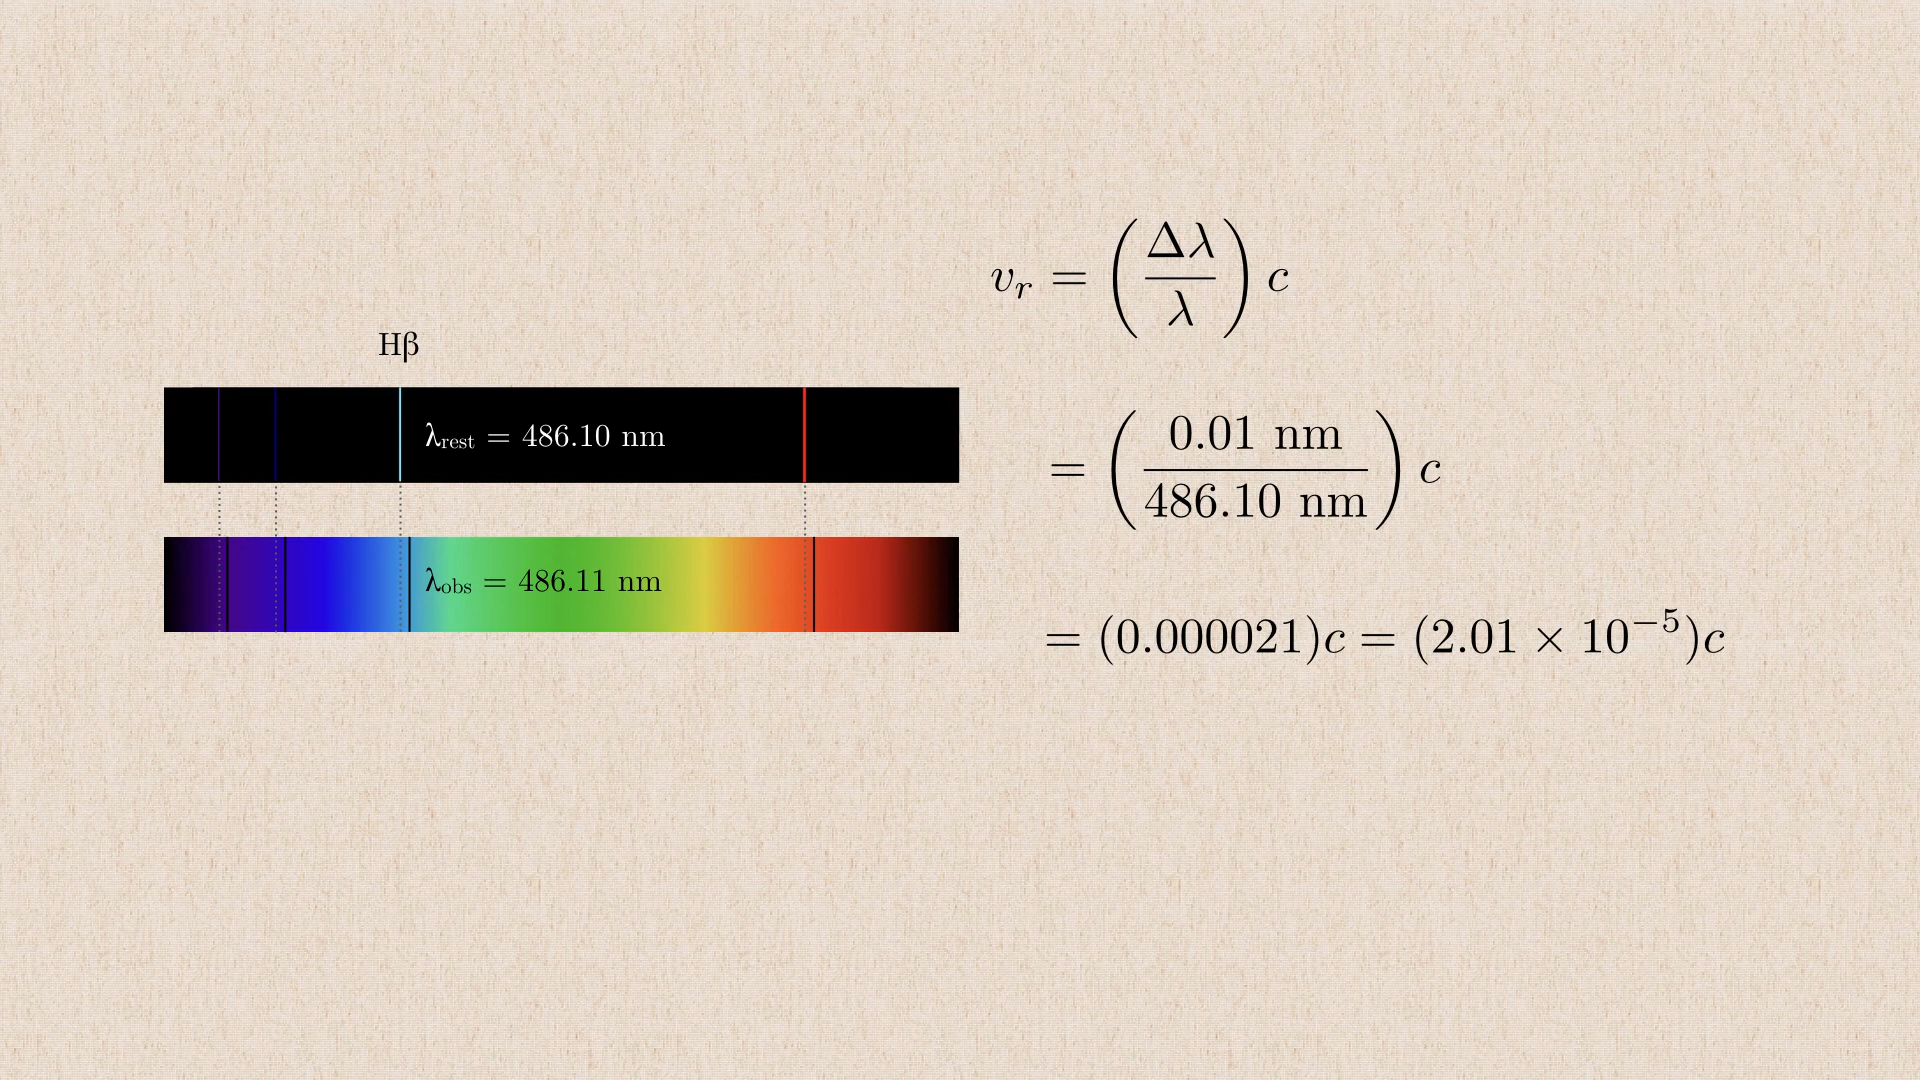 Hβ
λrest = 486.10 nm
λobs = 486.11 nm
v_r = (Δλ / λ) c
= (0.01 nm / 486.10 nm) c
= (0.000021)c = (2.01 × 10⁻⁵)c